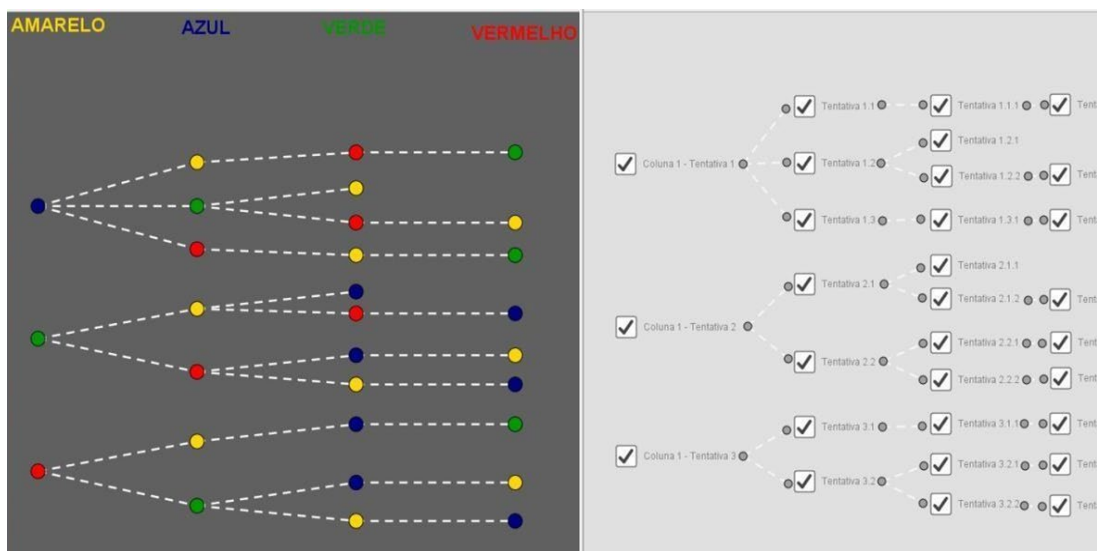 AMARELO AZUL VERDE VERMELHO
Tentativa 1.1 Tentativa 1.1.1
Tentativa 1.2.1
Coluna 1 - Tentativa 1 Tentativa 1.2
Tentativa 1.2.2
Tentativa 1.3 Tentativa 1.3.1
Tentativa 2.1.1
Tentativa 2.1
Tentativa 2.1.2
Coluna 1 - Tentativa 2
Tentativa 2.2.1
Tentativa 2.2
Tentativa 2.2.2
Tentativa 3.1 Tentativa 3.1.1
Coluna 1 - Tentativa 3
Tentativa 3.2.1
Tentativa 3.2
Tentativa 3.2.2